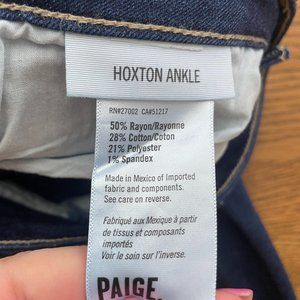 HOXTON ANKLE
RN#27002 CA#51217
50% Rayon/Rayonne
28% Cotton/Coton
21% Polyester
1% Spandex
Made in Mexico of Imported
fabric and components.
See care on reverse.
Fabriqué aux Mexique à partir
de tissus et composants
importés
Voir le soin sur l'inverse.
PAIGE.